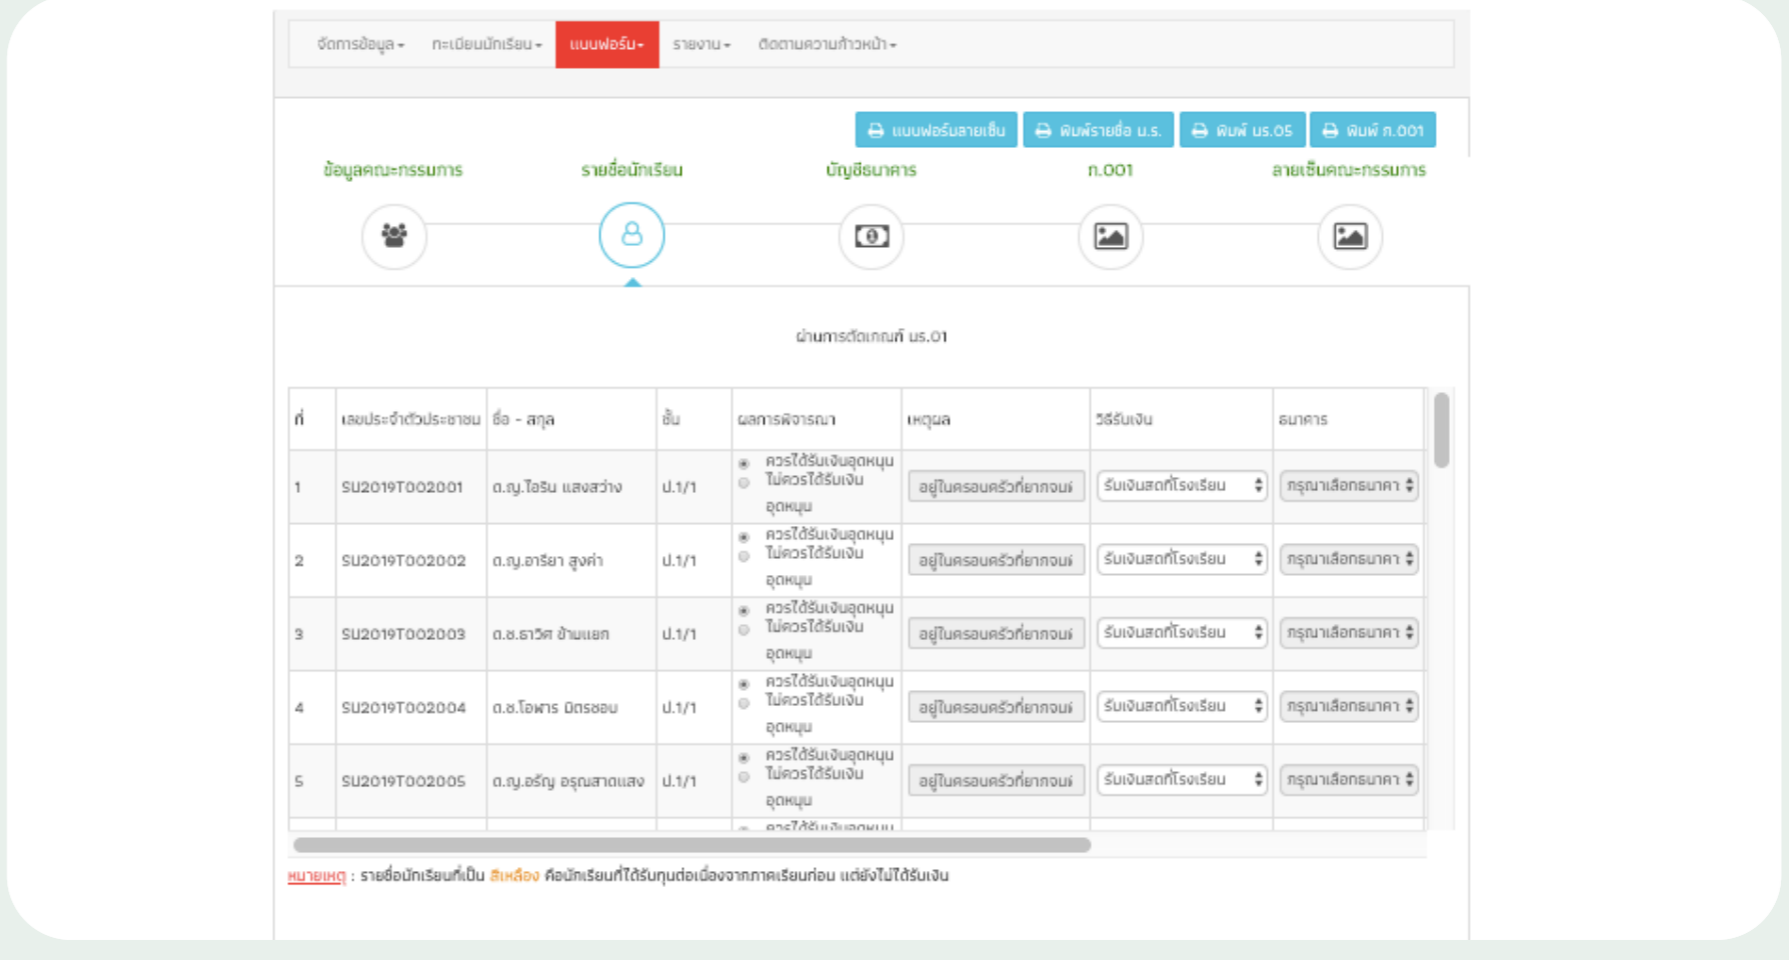 จัดการข้อมูล ทะเบียนนักเรียน แบบฟอร์ม รายงาน ติดตามความก้าวหน้า
แบบฟอร์มลายเซ็น พิมพ์รายชื่อ น.ร. พิมพ์ นร.05 พิมพ์ ก.001
ข้อมูลคณะกรรมการ รายชื่อนักเรียน บัญชีธนาคาร ก.001 ลายเซ็นคณะกรรมการ
ผ่านการตัดเกณฑ์ นร.01
ที่ เลขประจำตัวประชาชน ชื่อ - สกุล ชั้น ผลการพิจารณา เหตุผล วิธีรับเงิน ธนาคาร
ควรได้รับเงินอุดหนุน
1 SU2019T002001 ด.ญ.ไอริน แสงสว่าง ป.1/1 ไม่ควรได้รับเงิน อยู่ในครอบครัวที่ยากจน รับเงินสดที่โรงเรียน กรุณาเลือกธนาคา
อุดหนุน
ควรได้รับเงินอุดหนุน
2 SU2019T002002 ด.ญ.อารียา สูงค่า ป.1/1 ไม่ควรได้รับเงิน อยู่ในครอบครัวที่ยากจน รับเงินสดที่โรงเรียน กรุณาเลือกธนาคา
อุดหนุน
ควรได้รับเงินอุดหนุน
3 SU2019T002003 ด.ช.ธาวิศ ข้ามแยก ป.1/1 ไม่ควรได้รับเงิน อยู่ในครอบครัวที่ยากจน รับเงินสดที่โรงเรียน กรุณาเลือกธนาคา
อุดหนุน
ควรได้รับเงินอุดหนุน
4 SU2019T002004 ด.ช.โอฬาร มิตรชอบ ป.1/1 ไม่ควรได้รับเงิน อยู่ในครอบครัวที่ยากจน รับเงินสดที่โรงเรียน กรุณาเลือกธนาคา
อุดหนุน
ควรได้รับเงินอุดหนุน
5 SU2019T002005 ด.ญ.อรัญ อรุณสาดแสง ป.1/1 ไม่ควรได้รับเงิน อยู่ในครอบครัวที่ยากจน รับเงินสดที่โรงเรียน กรุณาเลือกธนาคา
อุดหนุน
ควรได้รับเงินอุดหนุน
หมายเหตุ : รายชื่อนักเรียนที่เป็น สีเหลือง คือนักเรียนที่ได้รับทุนต่อเนื่องจากภาคเรียนก่อน แต่ยังไม่ได้รับเงิน